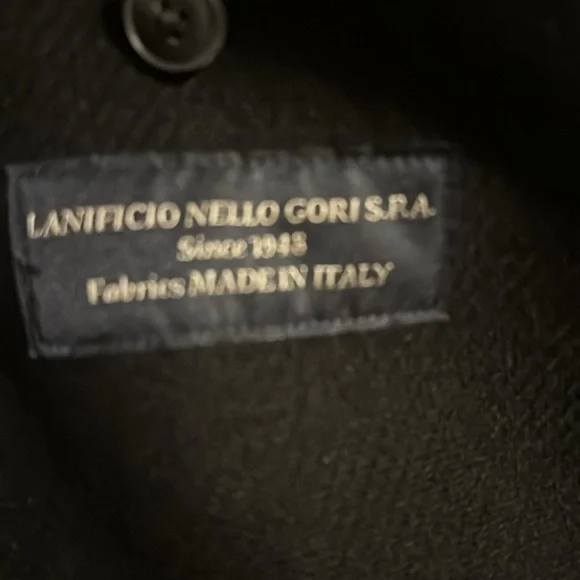 LANIFICIO NELLO GORI S.P.A.
Since 1948
Fabrics MADE IN ITALY